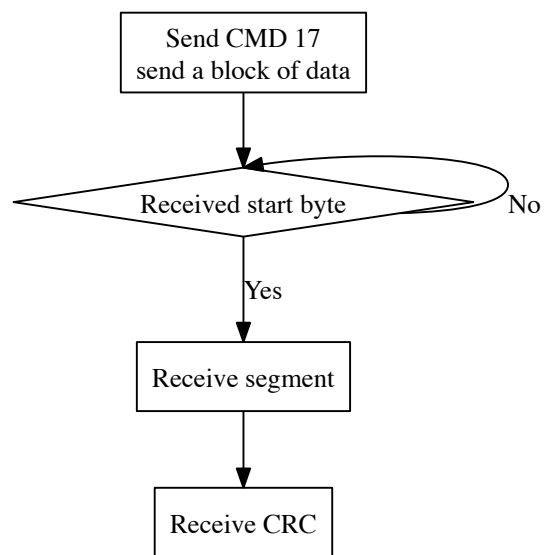 Send CMD 17
send a block of data
Received start byte
No
Yes
Receive segment
Receive CRC